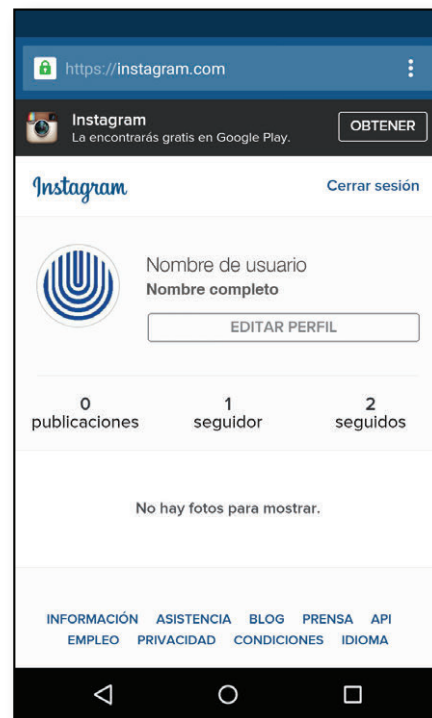 https://instagram.com
Instagram
La encontrarás gratis en Google Play.
OBTENER
Instagram
Cerrar sesión
Nombre de usuario
Nombre completo
EDITAR PERFIL
0 1 2
publicaciones seguidor seguidos
No hay fotos para mostrar.
INFORMACIÓN ASISTENCIA BLOG PRENSA API
EMPLEO PRIVACIDAD CONDICIONES IDIOMA